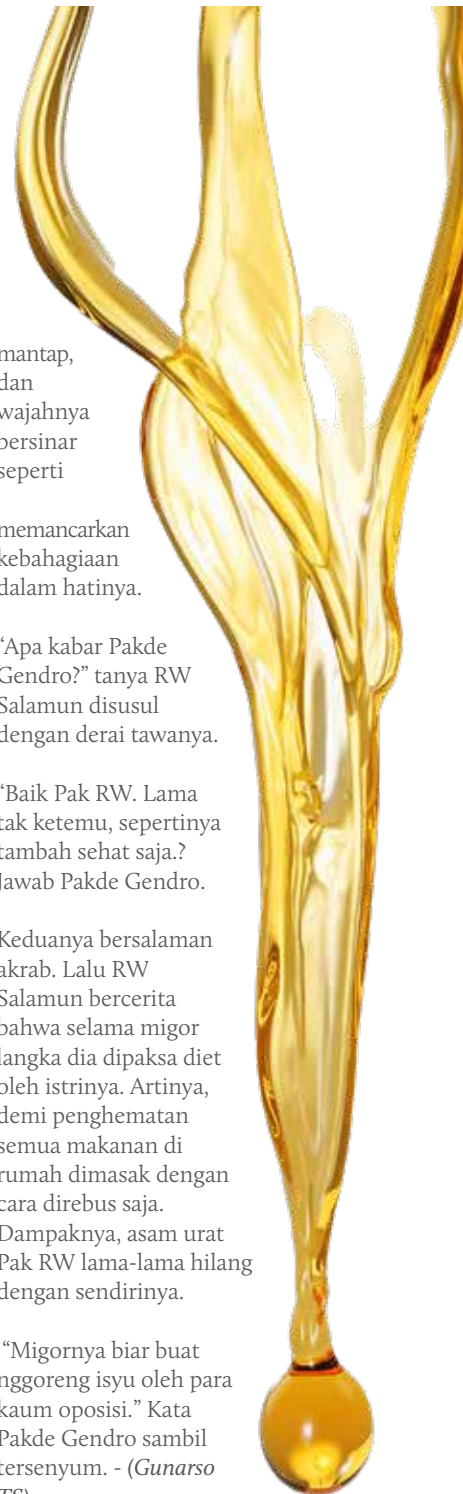 mantap,
dan
wajahnya
bersinar
seperti
memancarkan
kebahagiaan
dalam hatinya.
“Apa kabar Pakde
Gendro?” tanya RW
Salamun disusul
dengan derai tawanya.
“Baik Pak RW. Lama
tak ketemu, sepertinya
tambah sehat saja.?
Jawab Pakde Gendro.
Keduanya bersalaman
akrab. Lalu RW
Salamun bercerita
bahwa selama migor
langka dia dipaksa diet
oleh istrinya. Artinya,
demi penghematan
semua makanan di
rumah dimasak dengan
cara direbus saja.
Dampaknya, asam urat
Pak RW lama-lama hilang
dengan sendirinya.
“Migornya biar buat
nggoreng isyu oleh para
kaum oposisi.” Kata
Pakde Gendro sambil
tersenyum. - (Gunarso
TS)